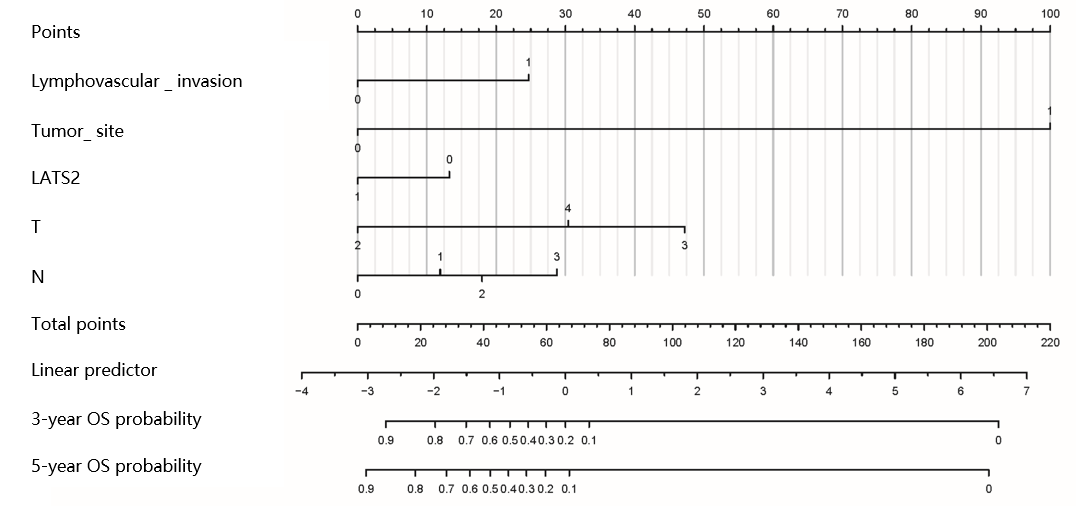 0 10 20 30 40 50 60 70 80 90 100
Points
1
Lymphovascular _ invasion
0
1
Tumor_ site
0
0
LATS2
1
4
T
2 3
1 3
N
0 2
Total points
0 20 40 60 80 100 120 140 160 180 200 220
Linear predictor
−4 −3 −2 −1 0 1 2 3 4 5 6 7
3-year OS probability
0.9 0.8 0.7 0.6 0.5 0.4 0.3 0.2 0.1 0
5-year OS probability
0.9 0.8 0.7 0.6 0.5 0.4 0.3 0.2 0.1 0